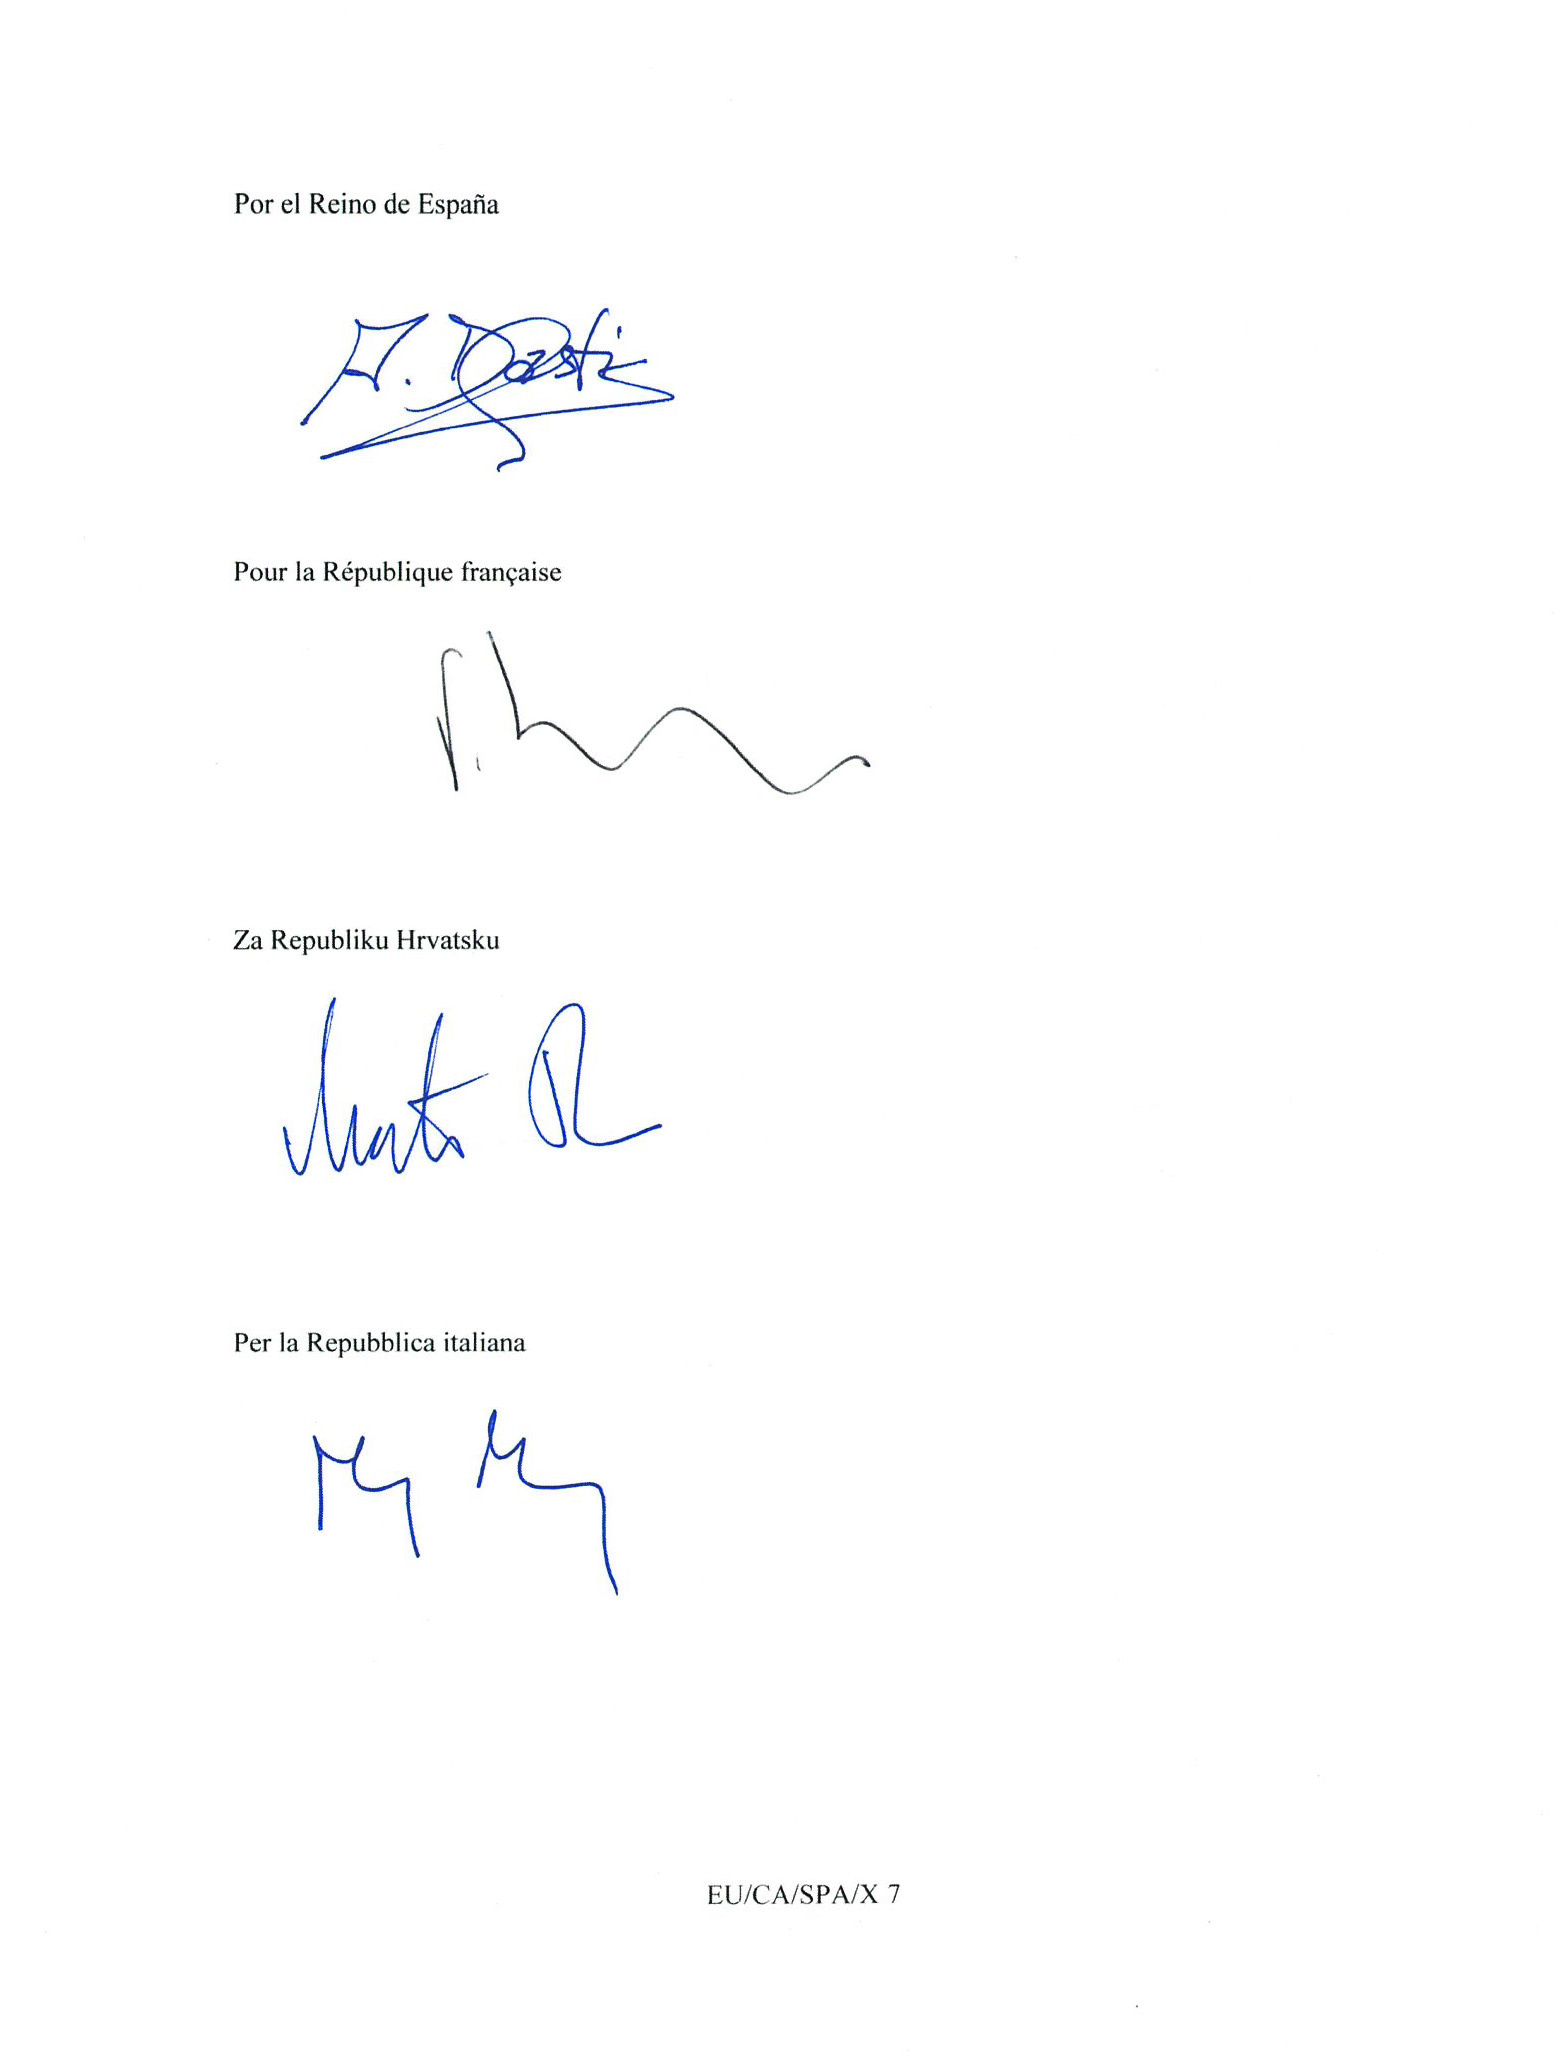 Por el Reino de España
A. Dastis
Pour la République française
Za Republiku Hrvatsku
Per la Repubblica italiana
EU/CA/SPA/X 7